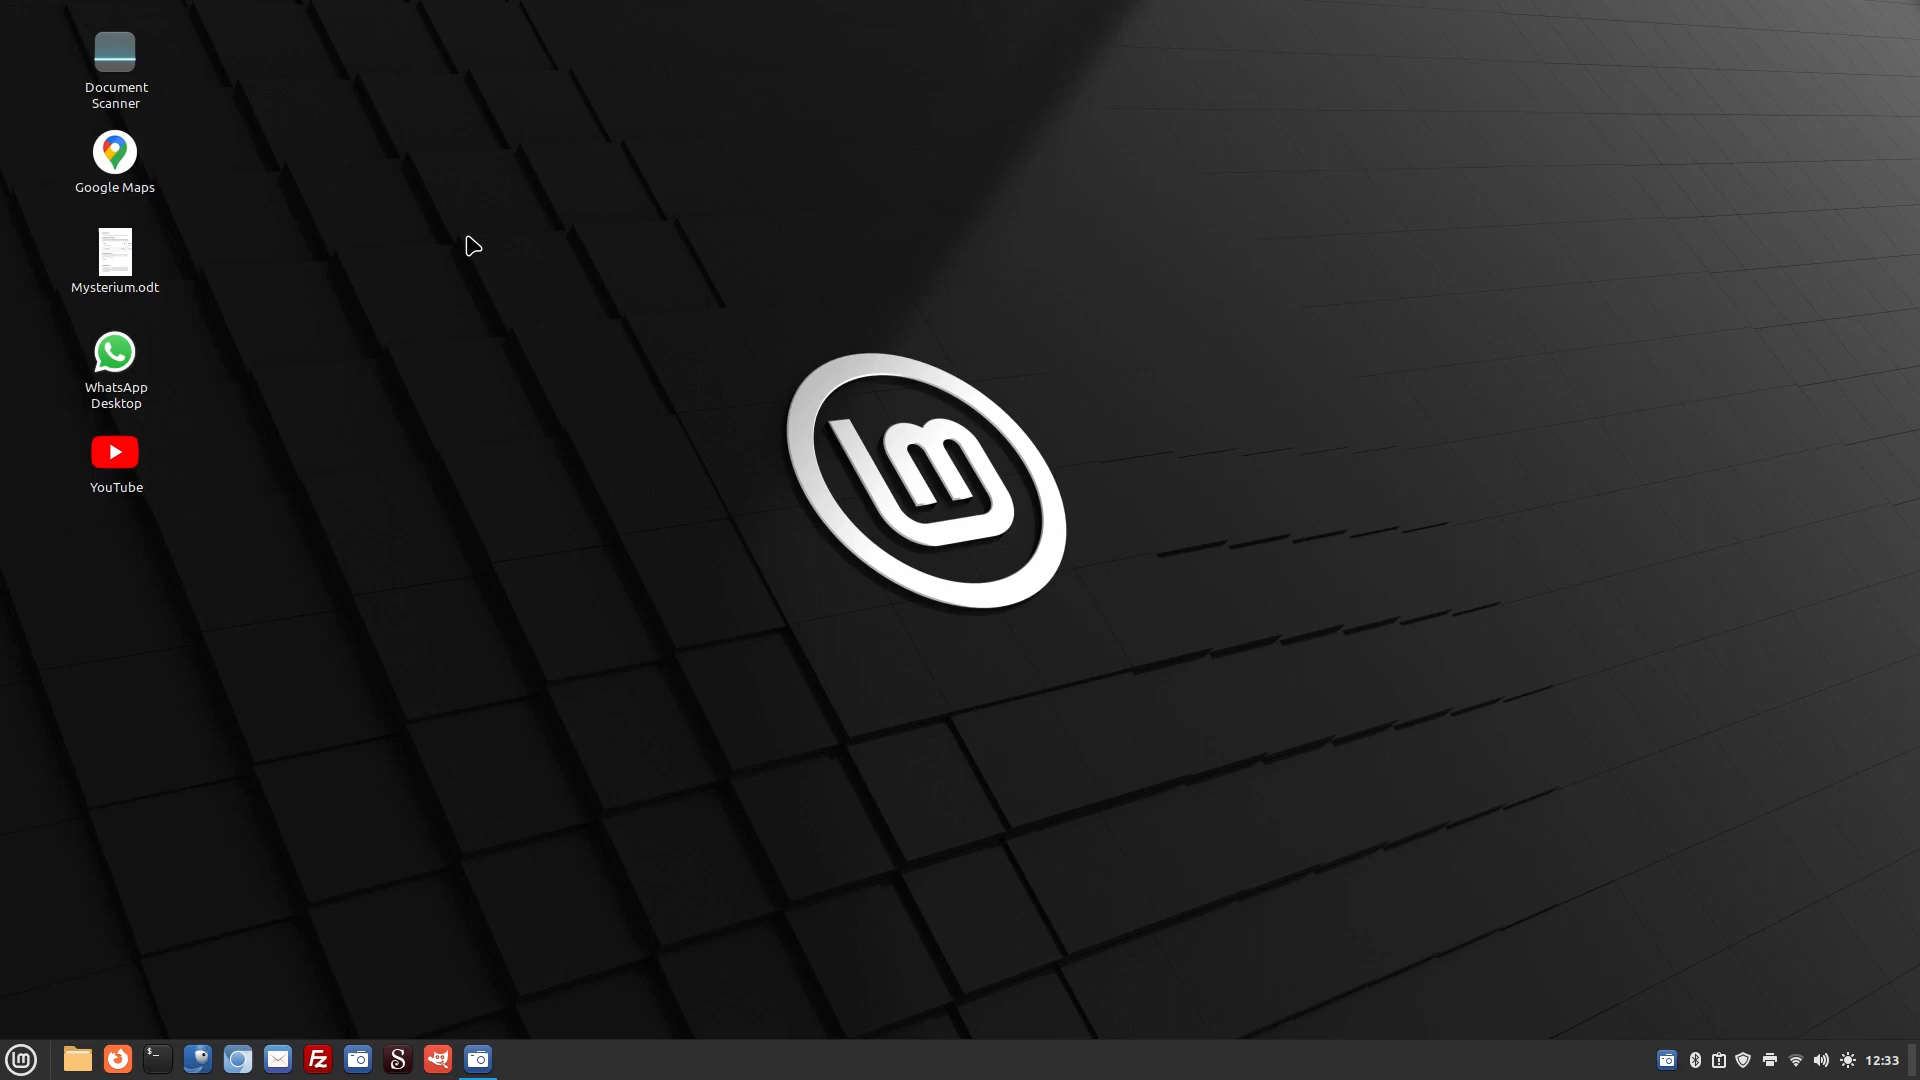 Document
Scanner
Google Maps
Mysterium.odt
WhatsApp
Desktop
YouTube
12:33